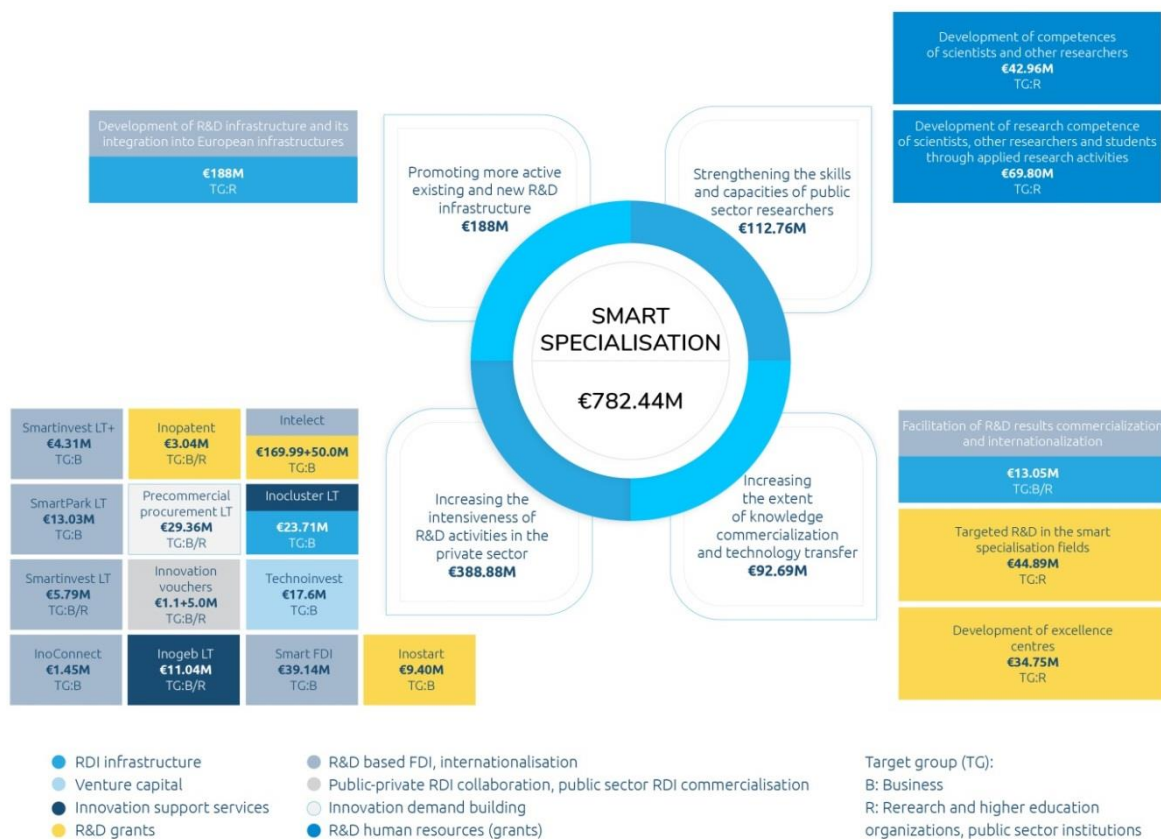 Development of competences
of scientists and other researchers
€42.96M
TG:R
Development of research competence
of scientists, other researchers and students
through applied research activities
€69.80M
TG:R
Development of R&D infrastructure and its
integration into European infrastructures
€188M
TG:R
Promoting more active
existing and new R&D
infrastructure
€188M
Strengthening the skills
and capacities of public
sector researchers
€112.76M
SMART
SPECIALISATION
€782.44M
Smartinvest LT+
€4.31M
TG:B
Inopatent
€3.04M
TG:B/R
Intelect
€169.99+50.0M
TG:B
SmartPark LT
€13.03M
TG:B
Precommercial
procurement LT
€29.36M
TG:B/R
Inocluster LT
€23.71M
TG:B
Smartinvest LT
€5.79M
TG:B/R
Innovation
vouchers
€1.1+5.0M
TG:B/R
Technoinvest
€17.6M
TG:B
InoConnect
€1.45M
TG:B
Inogeb LT
€11.04M
TG:B/R
Smart FDI
€39.14M
TG:B
Inostart
€9.40M
TG:B
Increasing the
intensiveness of
R&D activities in the
private sector
€388.88M
Increasing
the extent
of knowledge
commercialization
and technology transfer
€92.69M
Facilitation of R&D results commercialization
and internationalization
€13.05M
TG:B/R
Targeted R&D in the smart
specialisation fields
€44.89M
TG:R
Development of excellence
centres
€34.75M
TG:R
RDI infrastructure
Venture capital
Innovation support services
R&D grants
R&D based FDI, internationalisation
Public-private RDI collaboration, public sector RDI commercialisation
Innovation demand building
R&D human resources (grants)
Target group (TG):
B: Business
R: Rerearch and higher education
organizations, public sector institutions